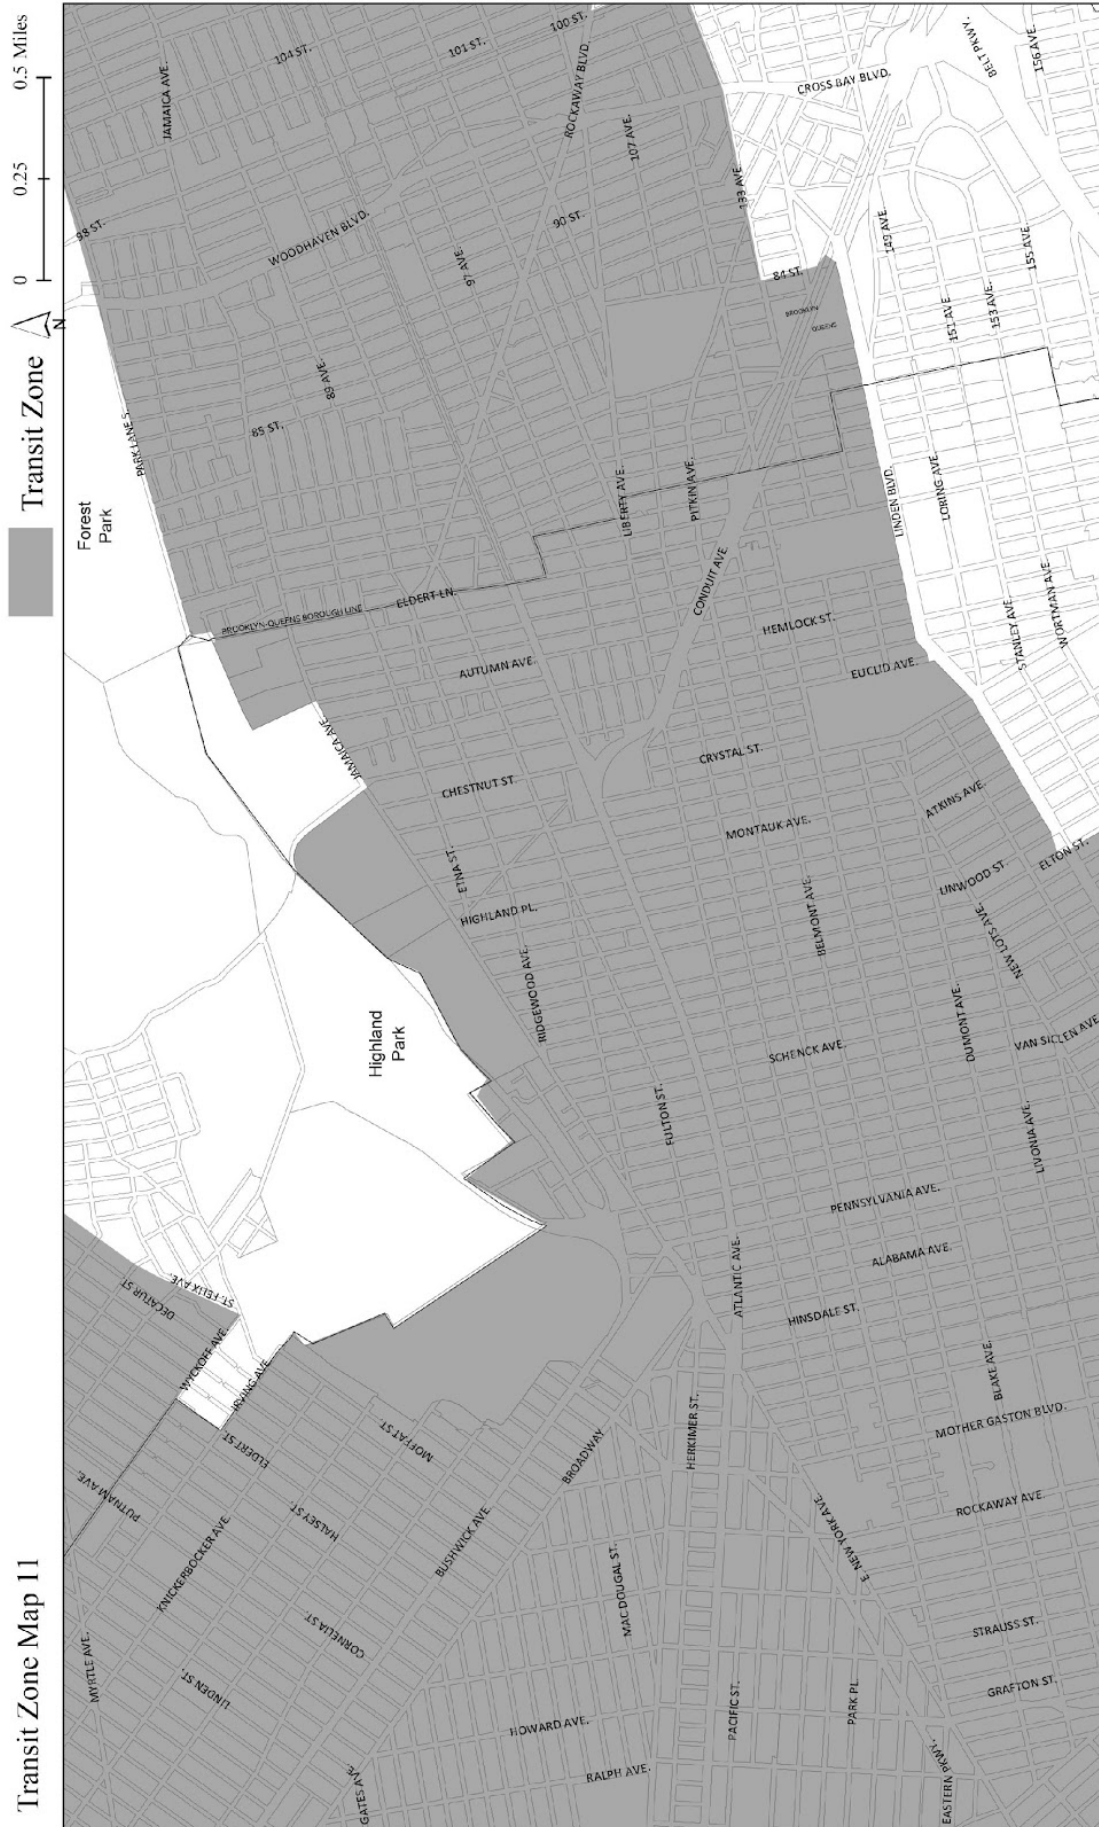 Transit Zone Map 11
Transit Zone
N
0 0.25 0.5 Miles
MYRTLE AVE.
PUTNAM AVE.
DECATUR ST.
ST. FELIX AVE.
WYCKOFF AVE.
IRVING AVE.
ELDERT ST.
MOFFAT ST.
HALSEY ST
KNICKERBOCKER AVE.
LINDEN ST.
CORNELIA ST.
BUSHWICK AVE
BROADWAY
GATES AVE.
HOWARD AVE.
RALPH AVE.
MAC DOUGAL ST.
HERKIMER ST.
PACIFIC ST.
PARK PL.
E NEW YORK AVE.
EASTERN PKWY.
GRAFTON ST.
STRAUSS ST.
ROCKAWAY AVE.
MOTHER GASTON BLVD.
BLAKE AVE.
HINSDALE ST.
ALABAMA AVE.
PENNSYLVANIA AVE.
ATLANTIC AVE.
FULTON ST.
LIVONIA AVE.
VAN SICLEN AVE
DUMONT AVE.
SCHENCK AVE.
NEW LOTS AVE.
LINWOOD ST.
ELTON ST.
BELMONT AVE.
ATKINS AVE.
MONTAUK AVE.
CRYSTAL ST.
Highland
Park
RIDGEWOOD AVE.
HIGHLAND PL.
ETNA ST.
CHESTNUT ST.
JAMAICA AVE.
AUTUMN AVE.
ELDERT LN.
BROOKLYN-QUEENS BOROUGH LINE
Forest
Park
PARK LANE S.
CONDUIT AVE.
HEMLOCK ST.
EUCLID AVE.
STANLEY AVE.
WORTMAN AVE.
LINDEN BLVD.
LORING AVE.
LIBERTY AVE.
PITKIN AVE.
85 ST.
89 AVE.
WOODHAVEN BLVD.
98 ST.
JAMAICA AVE.
104 ST.
101 ST.
100 ST.
97 AVE.
90 ST.
ROCKAWAY BLVD.
107 AVE.
133 AVE.
84 ST.
BROOKLYN
QUEENS
CROSS BAY BLVD.
BELT PKWY.
156 AVE.
149 AVE.
151 AVE.
153 AVE.
155 AVE.